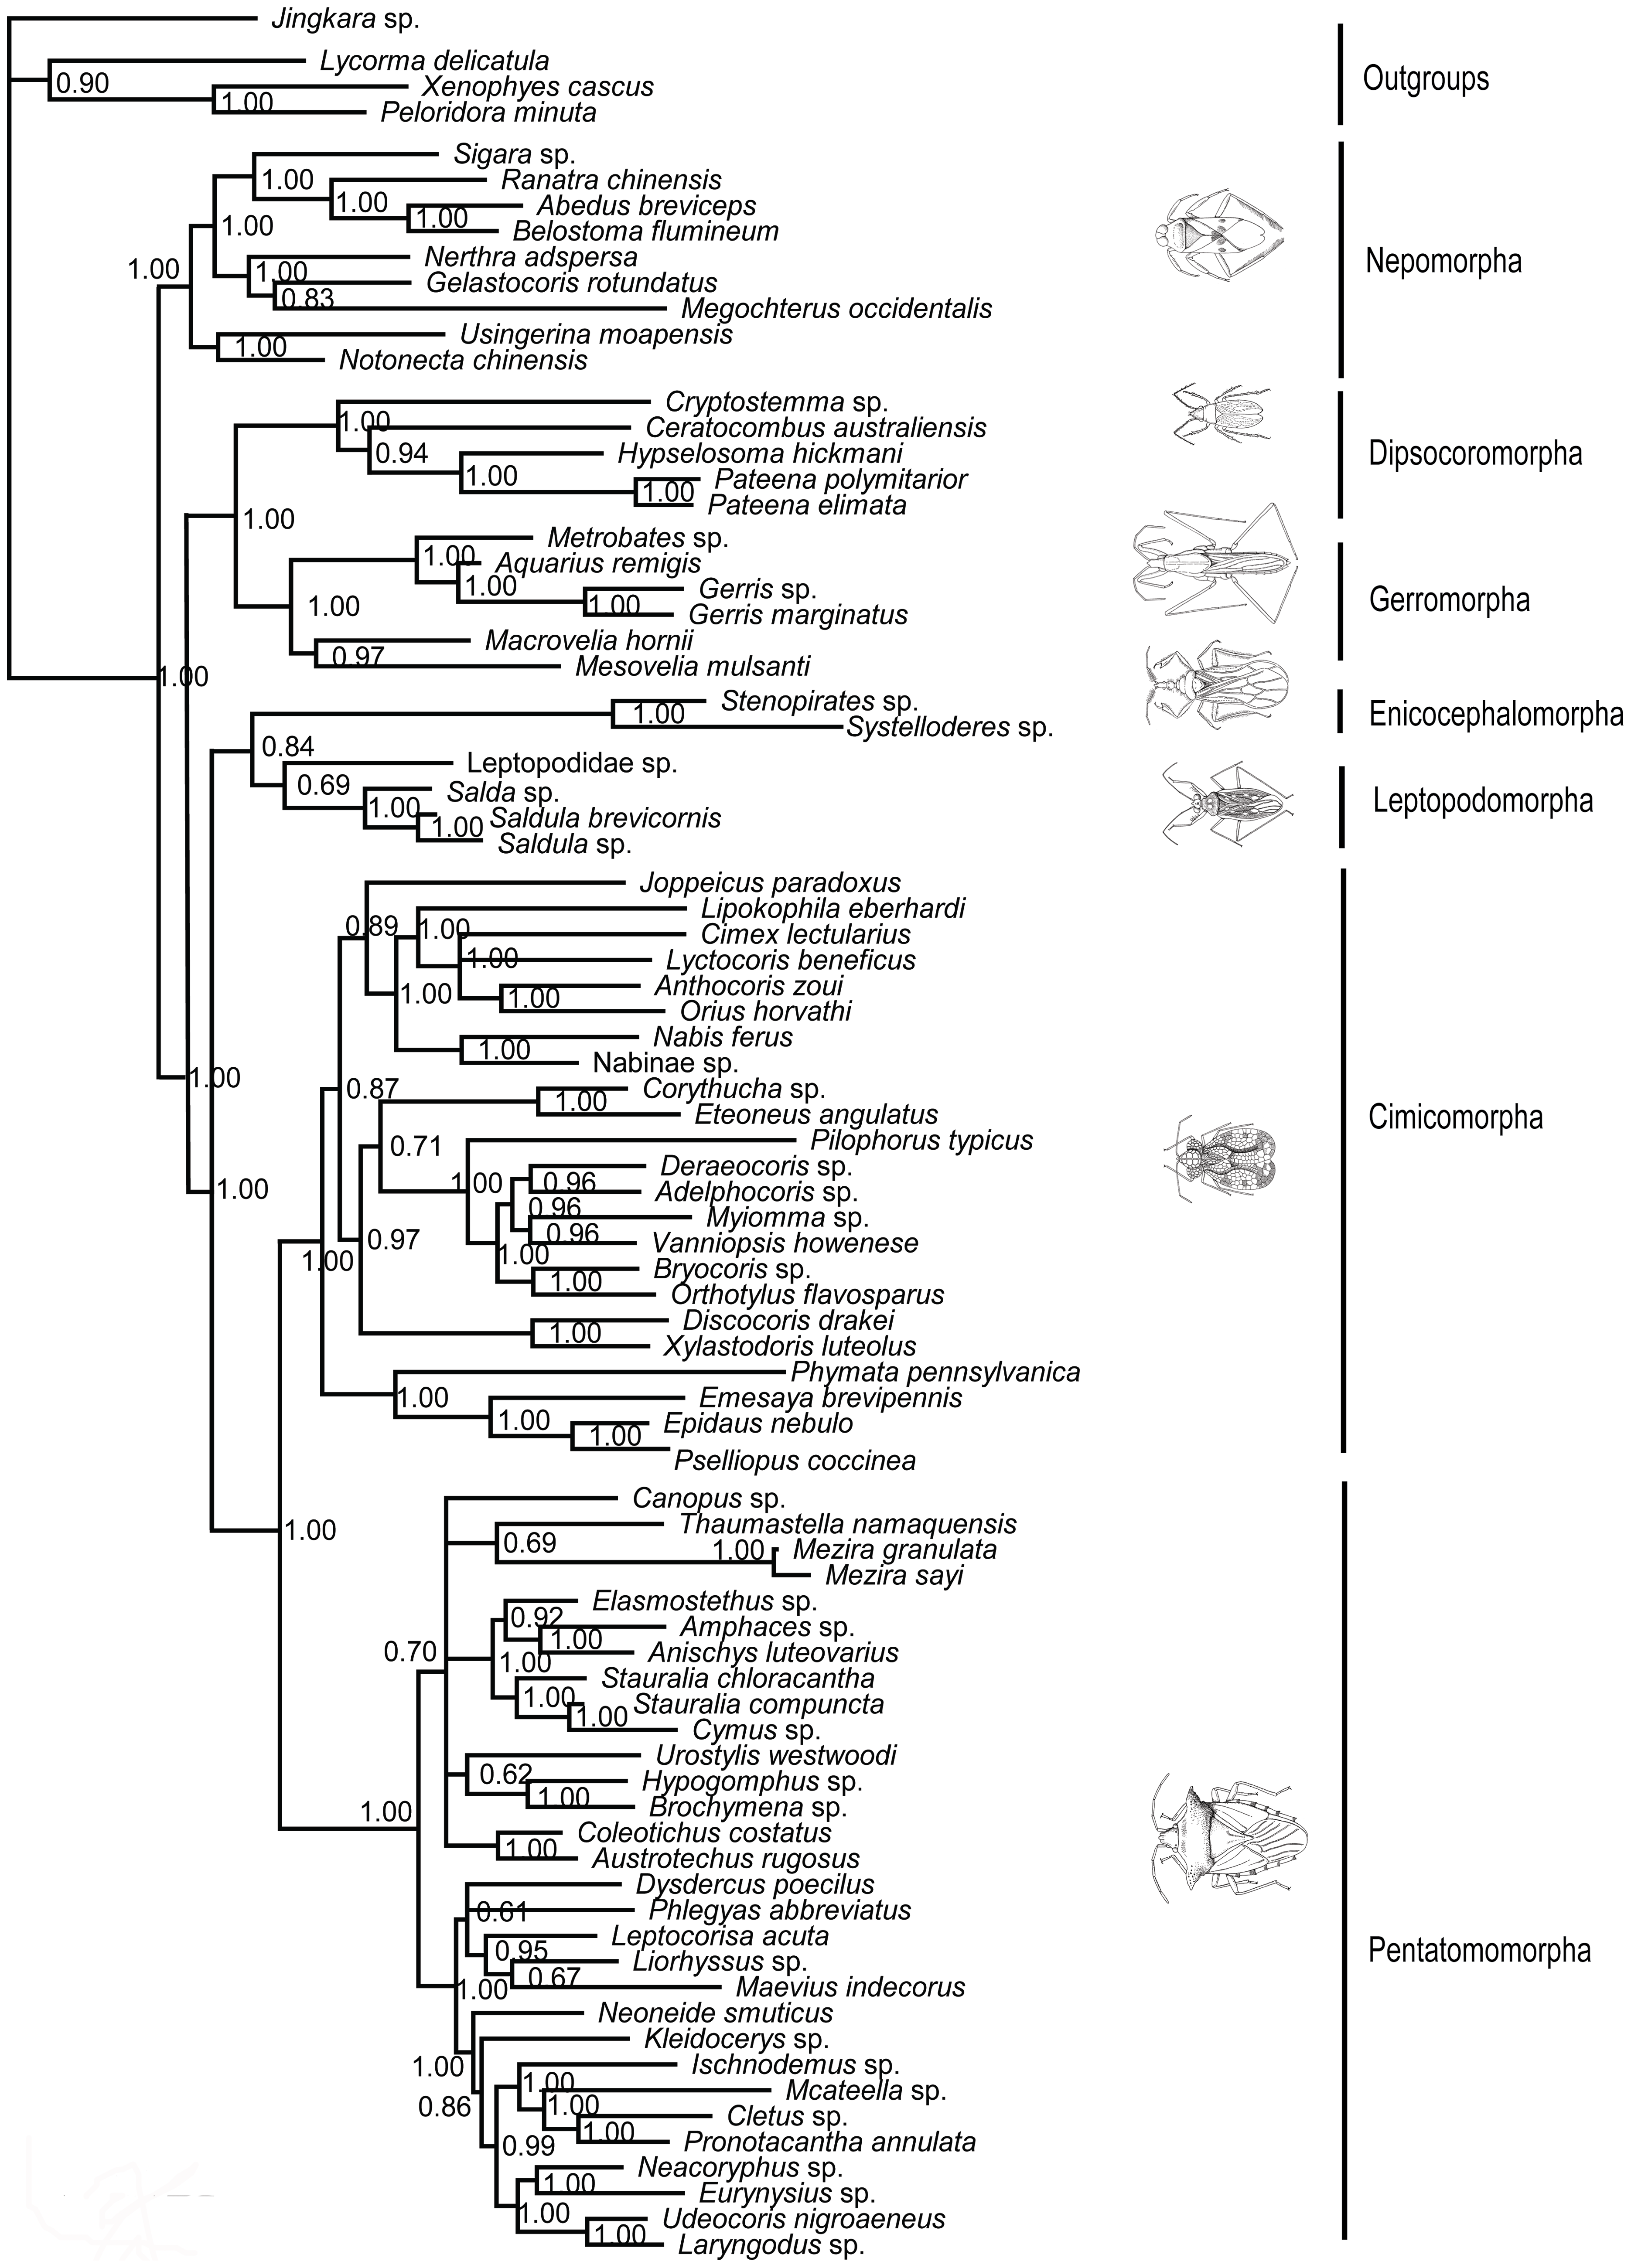 Jingkara sp.
Lycorma delicatula
0.90
Xenophyes cascus
1.00
Peloridora minuta
Outgroups
Sigara sp.
1.00
Ranatra chinensis
1.00
Abedus breviceps
1.00
Belostoma flumineum
1.00
Nerthra adspersa
1.00
Gelastocoris rotundatus
0.83
Megochterus occidentalis
1.00
Usingerina moapensis
1.00
Notonecta chinensis
Nepomorpha
Cryptostemma sp.
1.00
Ceratocombus australiensis
0.94
Hypselosoma hickmani
1.00
Pateena polymitarior
1.00
Pateena elimata
Dipsocoromorpha
1.00
Metrobates sp.
1.00
Aquarius remigis
1.00
Gerris sp.
1.00
Gerris marginatus
1.00
Macrovelia hornii
0.97
Mesovelia mulsanti
Gerromorpha
1.00
Stenopirates sp.
1.00
Systelloderes sp.
Enicocephalomorpha
0.84
Leptopodidae sp.
0.69
Salda sp.
1.00
Saldula brevicornis
1.00
Saldula sp.
Leptopodomorpha
Joppeicus paradoxus
0.89
Lipokophila eberhardi
1.00
Cimex lectularius
1.00
Lyctocoris beneficus
1.00
Anthocoris zoui
1.00
Orius horvathi
Nabis ferus
1.00
Nabinae sp.
1.00
0.87
Corythucha sp.
1.00
Eteoneus angulatus
0.71
Pilophorus typicus
1.00
Deraeocoris sp.
0.96
Adelphocoris sp.
0.96
Myiomma sp.
0.96
Vanniopsis howenese
1.00
Bryocoris sp.
1.00
Orthotylus flavosparus
1.00
0.97
1.00
Discocoris drakei
1.00
Xylastodoris luteolus
Phymata pennsylvanica
1.00
Emesaya brevipennis
1.00
Epidaus nebulo
1.00
Pselliopus coccinea
Cimicomorpha
1.00
Canopus sp.
Thaumastella namaquensis
0.69
1.00
Mezira granulata
Mezira sayi
Elasmostethus sp.
0.92
Amphaces sp.
1.00
Anischys luteovarius
0.70
1.00
Stauralia chloracantha
1.00
Stauralia compuncta
1.00
Cymus sp.
Urostylis westwoodi
0.62
Hypogomphus sp.
1.00
Brochymena sp.
1.00
Coleotichus costatus
1.00
Austrotechus rugosus
Dysdercus poecilus
0.61
Phlegyas abbreviatus
Leptocorisa acuta
0.95
Liorhyssus sp.
0.67
Maevius indecorus
1.00
Neoneide smuticus
Kleidocerys sp.
1.00
Ischnodemus sp.
1.00
Mcateella sp.
1.00
0.86
Cletus sp.
1.00
Pronotacantha annulata
0.99
Neacoryphus sp.
1.00
Eurynysius sp.
1.00
Udeocoris nigroaeneus
1.00
Laryngodus sp.
Pentatomomorpha